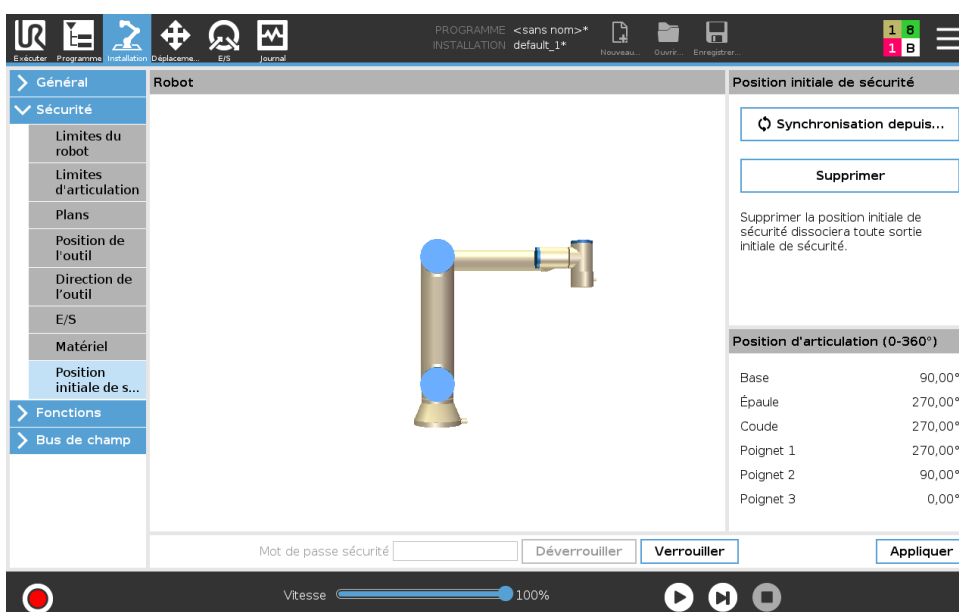 UR
PROGRAMME <sans nom>*
INSTALLATION default_1*
Exécuter
Programme
Installation
Déplaceme...
E/S
Journal
Nouveau...
Ouvrir...
Enregistrer...
1 8
1 B
Général
Sécurité
Limites du
robot
Limites
d'articulation
Plans
Position de
l'outil
Direction de
l'outil
E/S
Matériel
Position
initiale de s...
Fonctions
Bus de champ
Robot
Position initiale de sécurité
Synchronisation depuis...
Supprimer
Supprimer la position initiale de
sécurité dissociera toute sortie
initiale de sécurité.
Position d'articulation (0-360°)
Base 90,00°
Épaule 270,00°
Coude 270,00°
Poignet 1 270,00°
Poignet 2 90,00°
Poignet 3 0,00°
Mot de passe sécurité
Déverrouiller
Verrouiller
Appliquer
Vitesse 100%